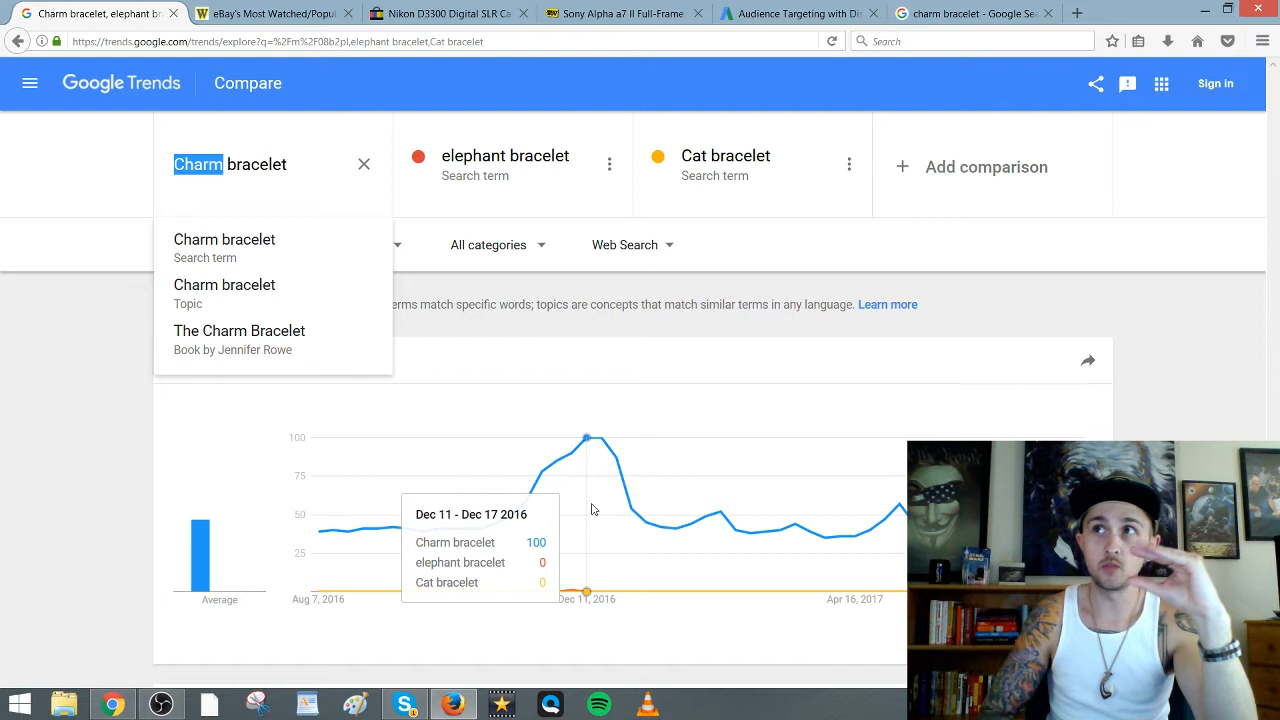 Charm bracelet, elephant b
eBay's Most Watched/Popu
Nikon D3300 Digital SLR Ca
Sony Alpha a7 II Full-Frame
Audience Targeting with Dis
charm bracelet - Google Sea
https://trends.google.com/trends/explore?q=%2Fm%2F08b2pl,elephant bracelet,Cat bracelet
Search
Google Trends
Compare
Sign in
Charm bracelet
elephant bracelet
Search term
Cat bracelet
Search term
+ Add comparison
Charm bracelet
Search term
Charm bracelet
Topic
The Charm Bracelet
Book by Jennifer Rowe
All categories
Web Search
erms match specific words; topics are concepts that match similar terms in any language. Learn more
100
75
50
25
Average
Aug 7, 2016
Dec 11, 2016
Apr 16, 2017
Dec 11 - Dec 17 2016
Charm bracelet 100
elephant bracelet 0
Cat bracelet 0